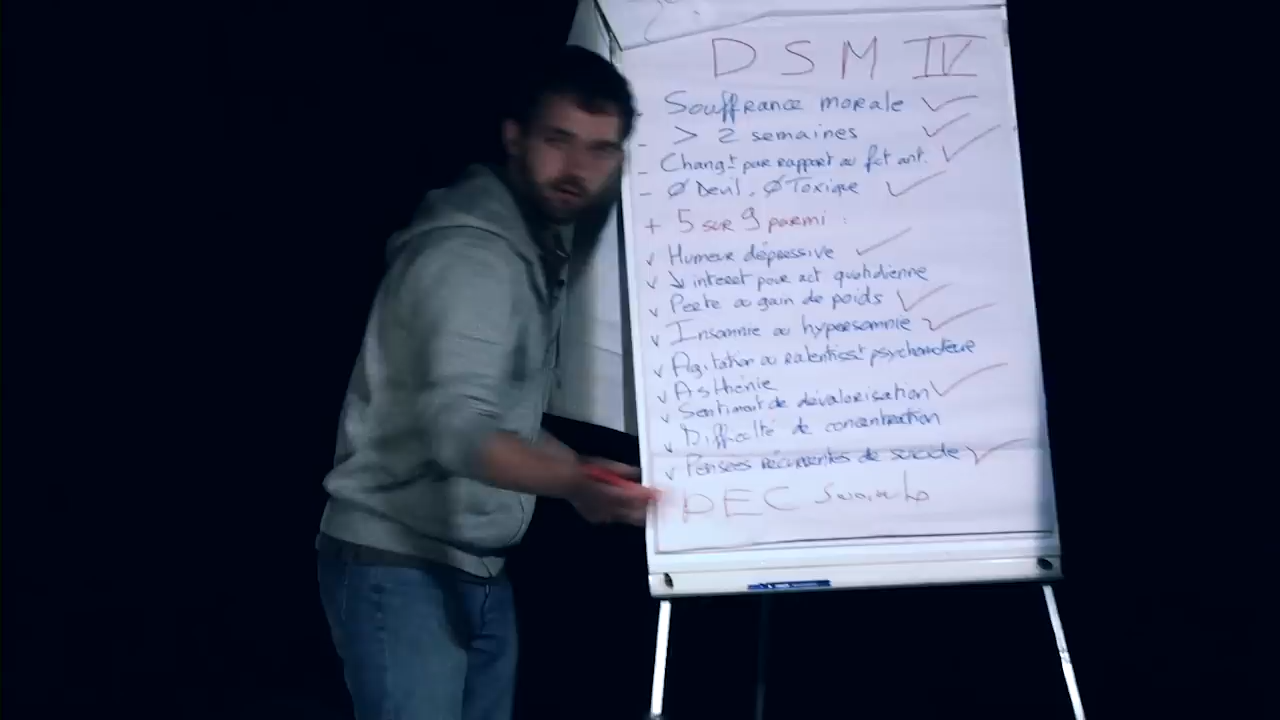 DSM IV
- Souffrance morale
- > 2 semaines
- Changt par rapport au fct ant.
- Ø Deuil, Ø Toxique
+ 5 sur 9 parmi :
v Humeur dépressive
v ↘ interet pour act quotidienne
v Perte ou gain de poids
v Insomnie ou hypersomnie
v Agitation ou ralentisst psychomoteur
v Asthénie
v Sentiment de dévalorisation
v Difficulté de concentration
v Pensées récurrentes de suicide
DEC